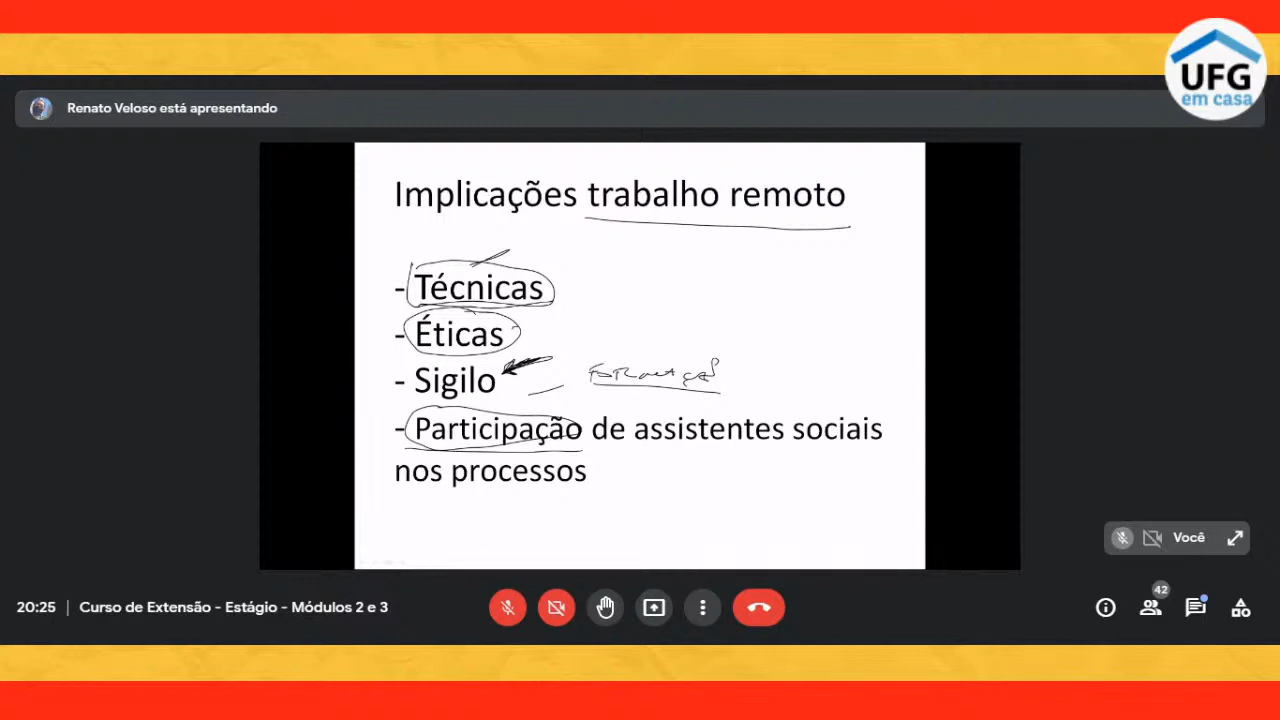 UFG
em casa
Renato Veloso está apresentando
Implicações trabalho remoto
- Técnicas
- Éticas
- Sigilo
FORMAÇÃO
- Participação de assistentes sociais
nos processos
Você
20:25 | Curso de Extensão - Estágio - Módulos 2 e 3
42